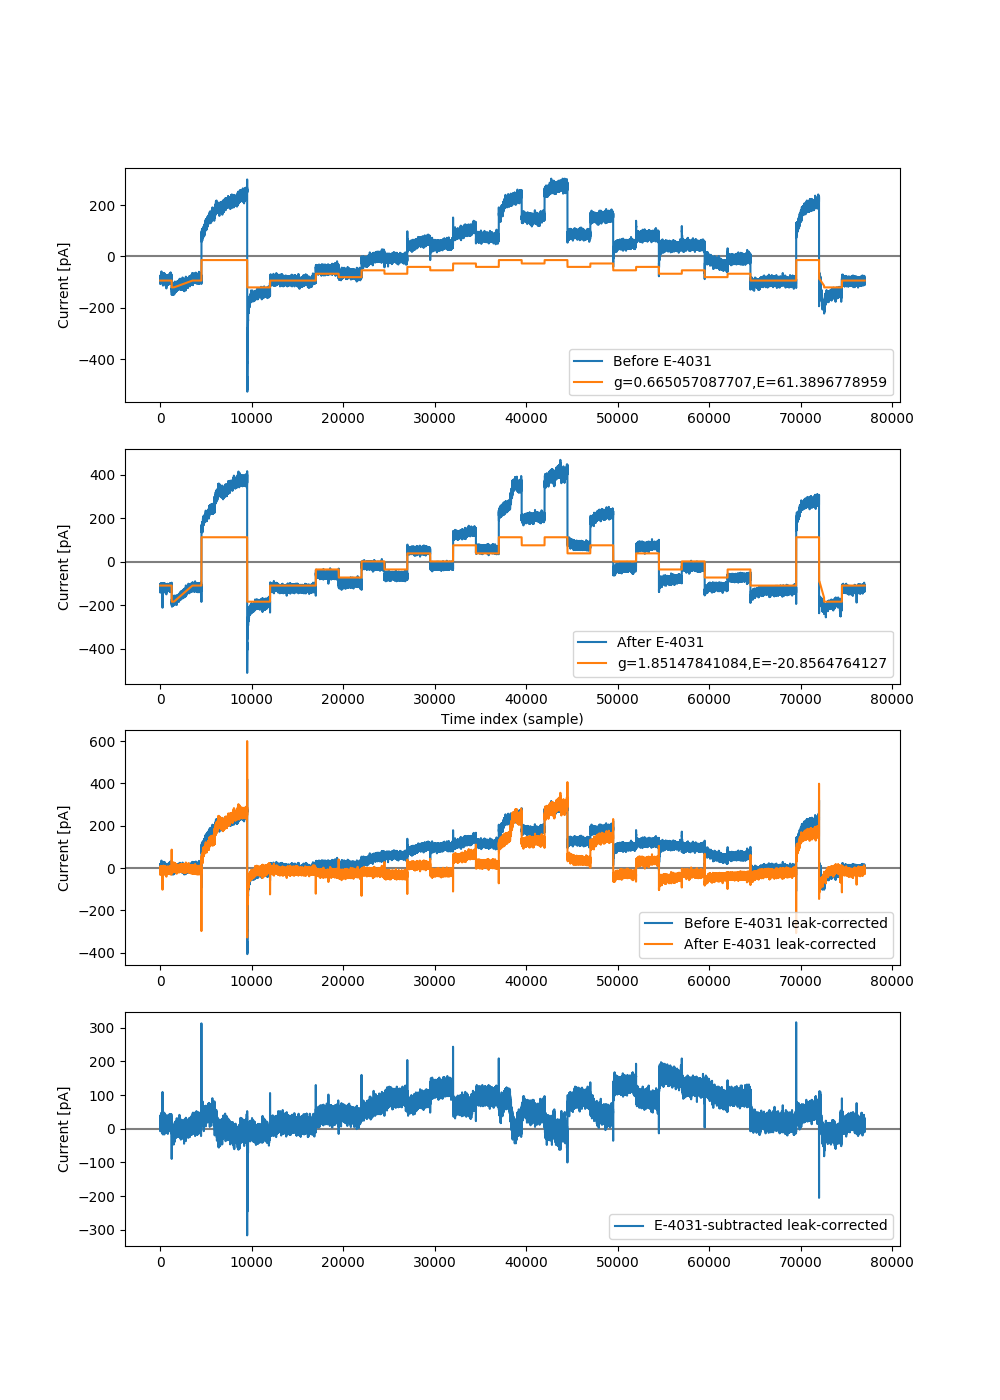 200
0
−200
−400
Current [pA]
Before E-4031
g=0.665057087707,E=61.3896778959
0 10000 20000 30000 40000 50000 60000 70000 80000
400
200
0
−200
−400
Current [pA]
After E-4031
g=1.85147841084,E=-20.8564764127
0 10000 20000 30000 40000 50000 60000 70000 80000
Time index (sample)
600
400
200
0
−200
−400
Current [pA]
Before E-4031 leak-corrected
After E-4031 leak-corrected
0 10000 20000 30000 40000 50000 60000 70000 80000
300
200
100
0
−100
−200
−300
Current [pA]
E-4031-subtracted leak-corrected
0 10000 20000 30000 40000 50000 60000 70000 80000